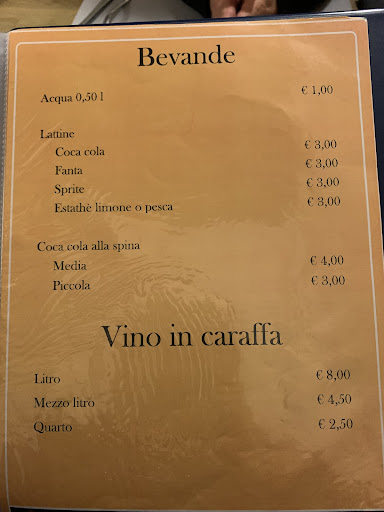 Bevande
Acqua 0,50 l € 1,00
Lattine
Coca cola € 3,00
Fanta € 3,00
Sprite € 3,00
Estathè limone o pesca € 3,00
Coca cola alla spina
Media € 4,00
Piccola € 3,00
Vino in caraffa
Litro € 8,00
Mezzo litro € 4,50
Quarto € 2,50